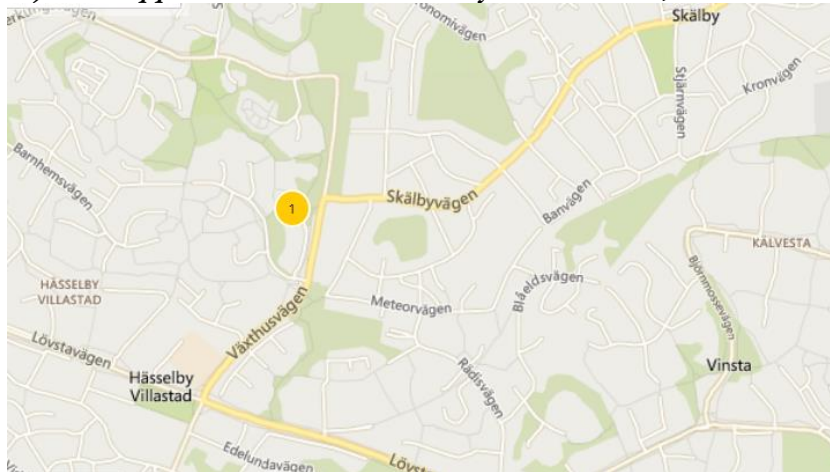 Skälby
Stjärnvägen
Kronvägen
Barnhemsvägen
1
Skälbyvägen
Banvägen
KÄLVESTA
Björnmossevägen
HÄSSELBY
VILLASTAD
Blåeldsvägen
Meteorvägen
Växthusvägen
Lövstavägen
Hässelby
Villastad
Rädisvägen
Vinsta
Edelundavägen